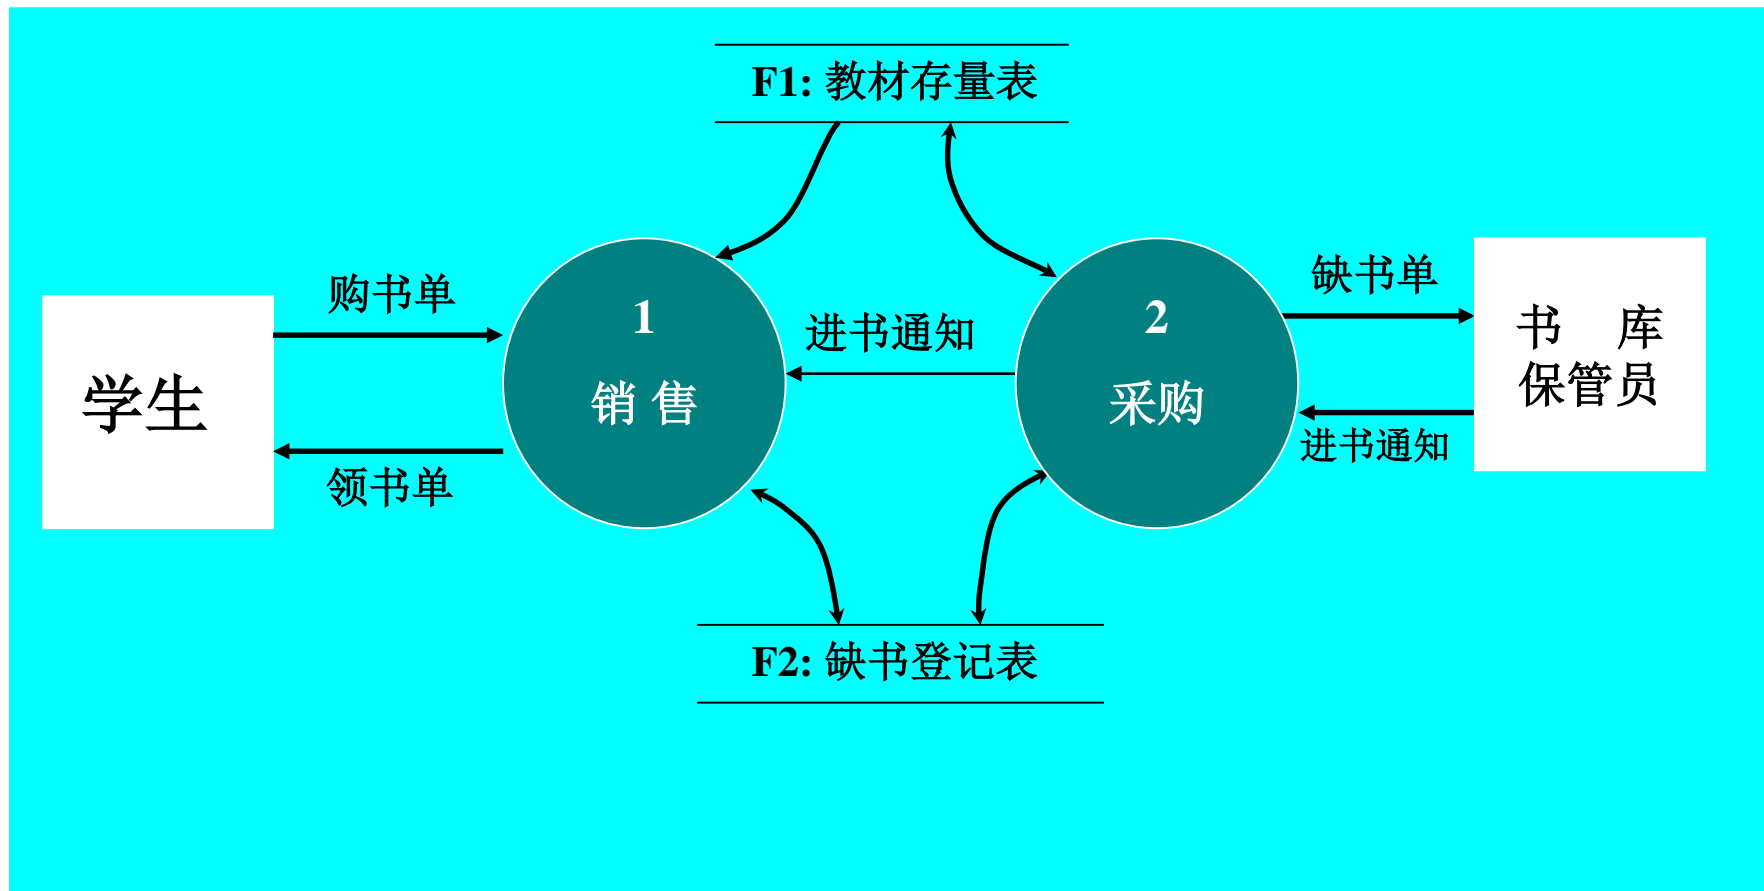 F1: 教材存量表
购书单
学生
领书单
1
销 售
进书通知
2
采购
缺书单
书 库
保管员
进书通知
F2: 缺书登记表